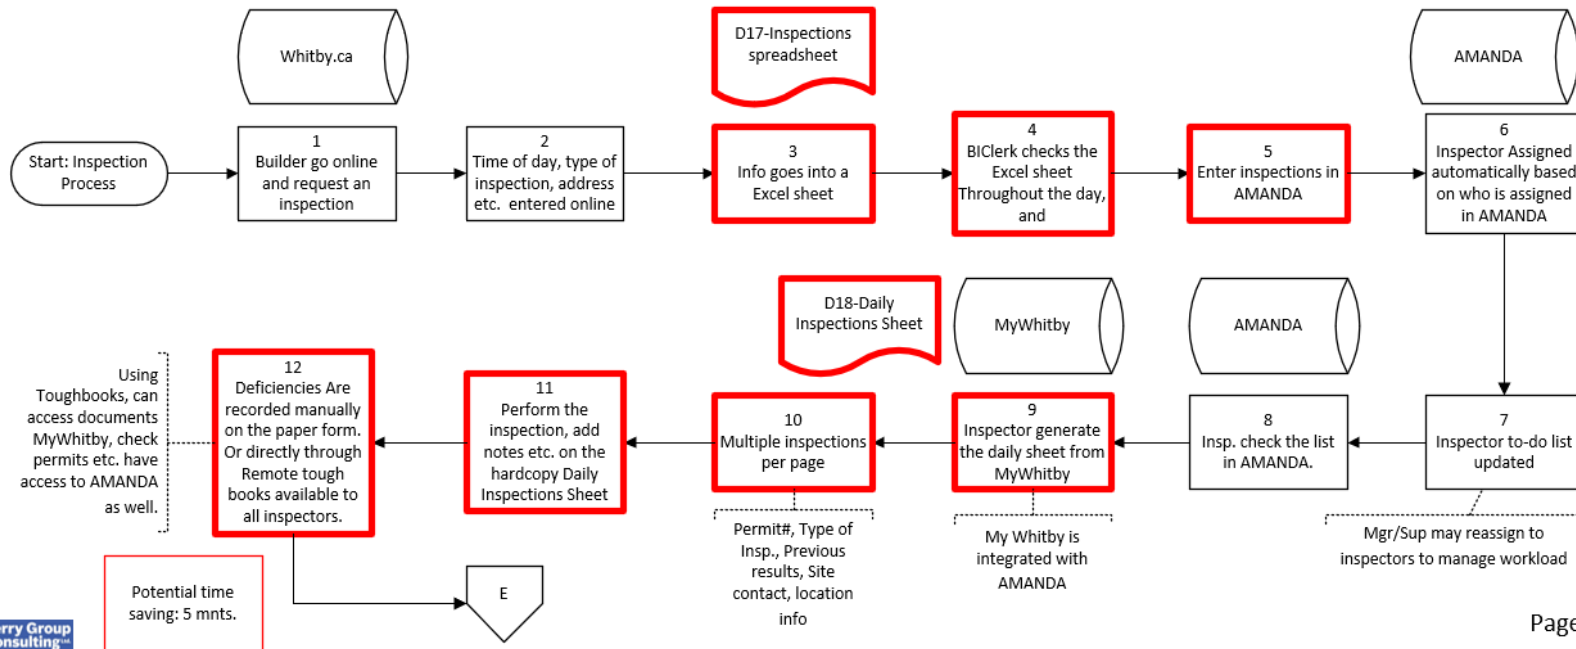 Whitby.ca
D17-Inspections
spreadsheet
AMANDA
Start: Inspection
Process
1
Builder go online
and request an
inspection
2
Time of day, type of
inspection, address
etc. entered online
3
Info goes into a
Excel sheet
4
BIClerk checks the
Excel sheet
Throughout the day,
and
5
Enter inspections in
AMANDA
6
Inspector Assigned
automatically based
on who is assigned
in AMANDA
D18-Daily
Inspections Sheet
MyWhitby
AMANDA
7
Inspector to-do list
updated
Mgr/Sup may reassign to
inspectors to manage workload
8
Insp. check the list
in AMANDA.
9
Inspector generate
the daily sheet from
MyWhitby
My Whitby is
integrated with
AMANDA
10
Multiple inspections
per page
Permit#, Type of
Insp., Previous
results, Site
contact, location
info
11
Perform the
inspection, add
notes etc. on the
hardcopy Daily
Inspections Sheet
12
Deficiencies Are
recorded manually
on the paper form.
Or directly through
Remote tough
books available to
all inspectors.
Using
Toughbooks, can
access documents
MyWhitby, check
permits etc. have
access to AMANDA
as well.
Potential time
saving: 5 mnts.
E
erry Group
onsulting
Page